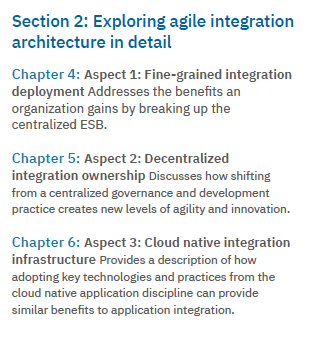 Section 2: Exploring agile integration
architecture in detail
Chapter 4: Aspect 1: Fine-grained integration
deployment Addresses the benefits an
organization gains by breaking up the
centralized ESB.
Chapter 5: Aspect 2: Decentralized
integration ownership Discusses how shifting
from a centralized governance and development
practice creates new levels of agility and innovation.
Chapter 6: Aspect 3: Cloud native integration
infrastructure Provides a description of how
adopting key technologies and practices from the
cloud native application discipline can provide
similar benefits to application integration.